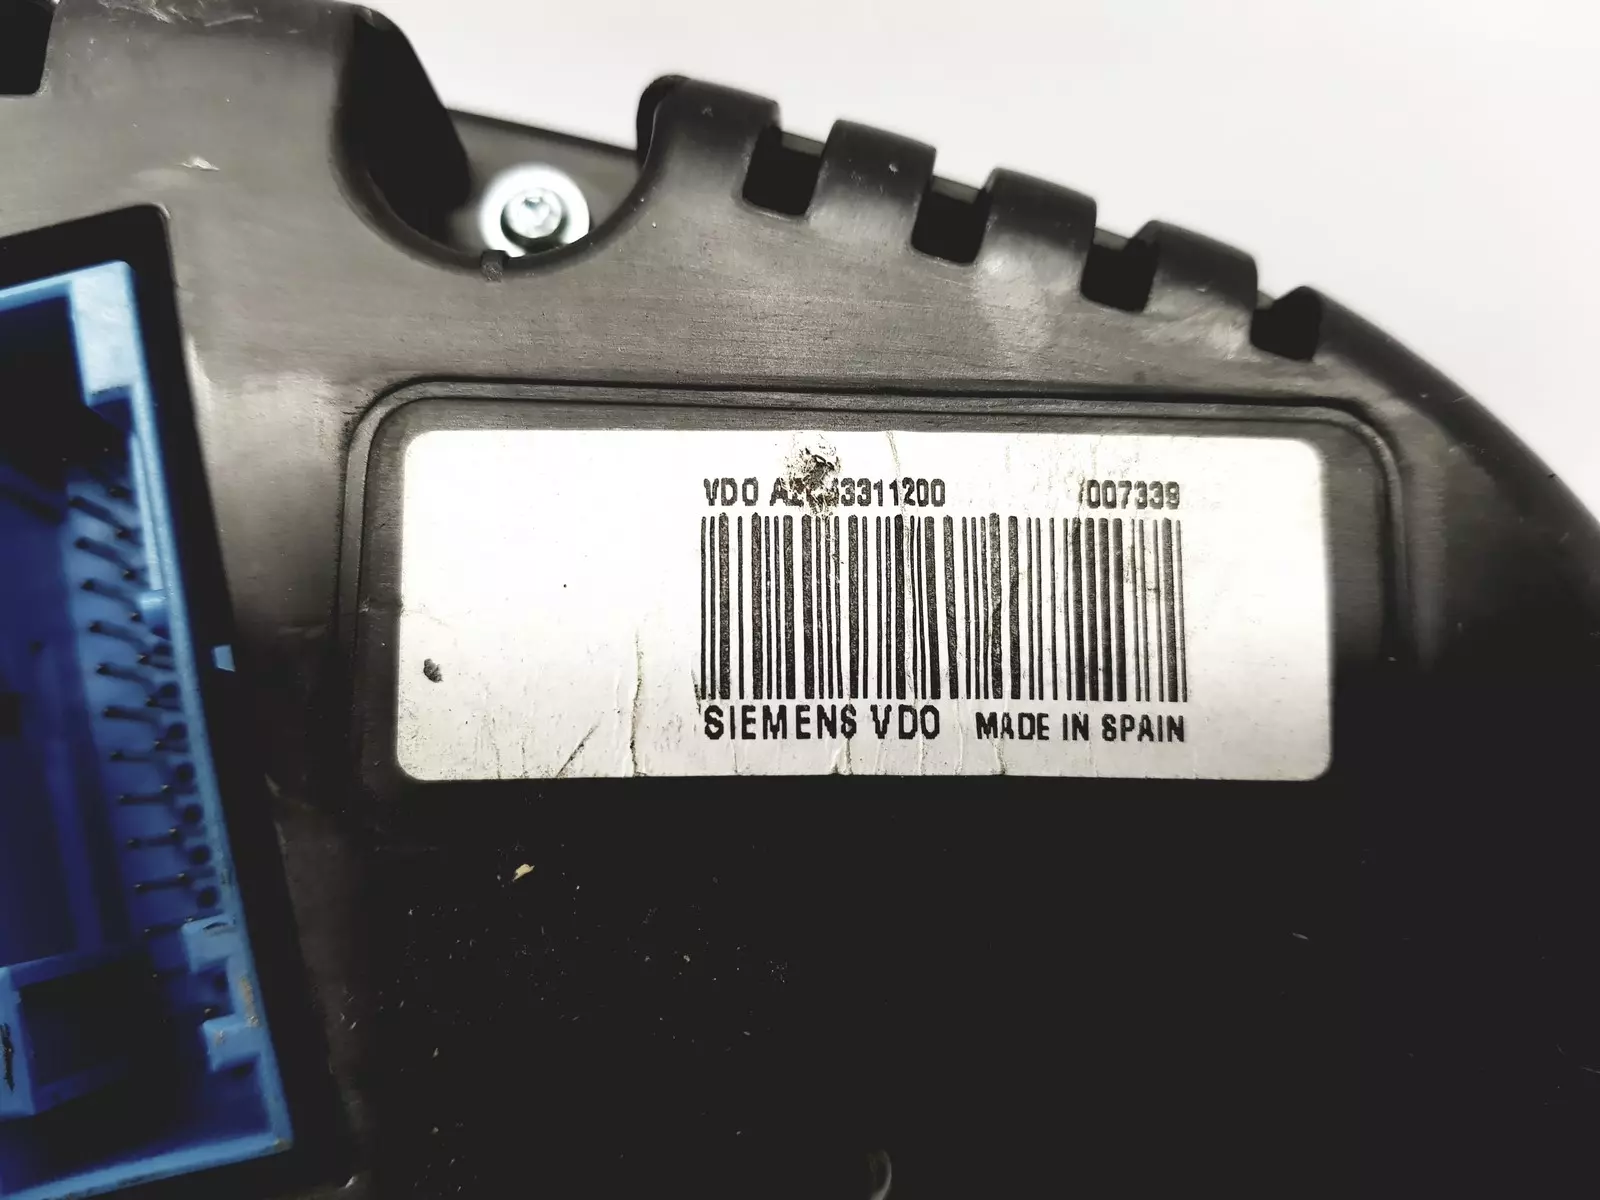 VDO /007339
SIEMENS VDO MADE IN SPAIN